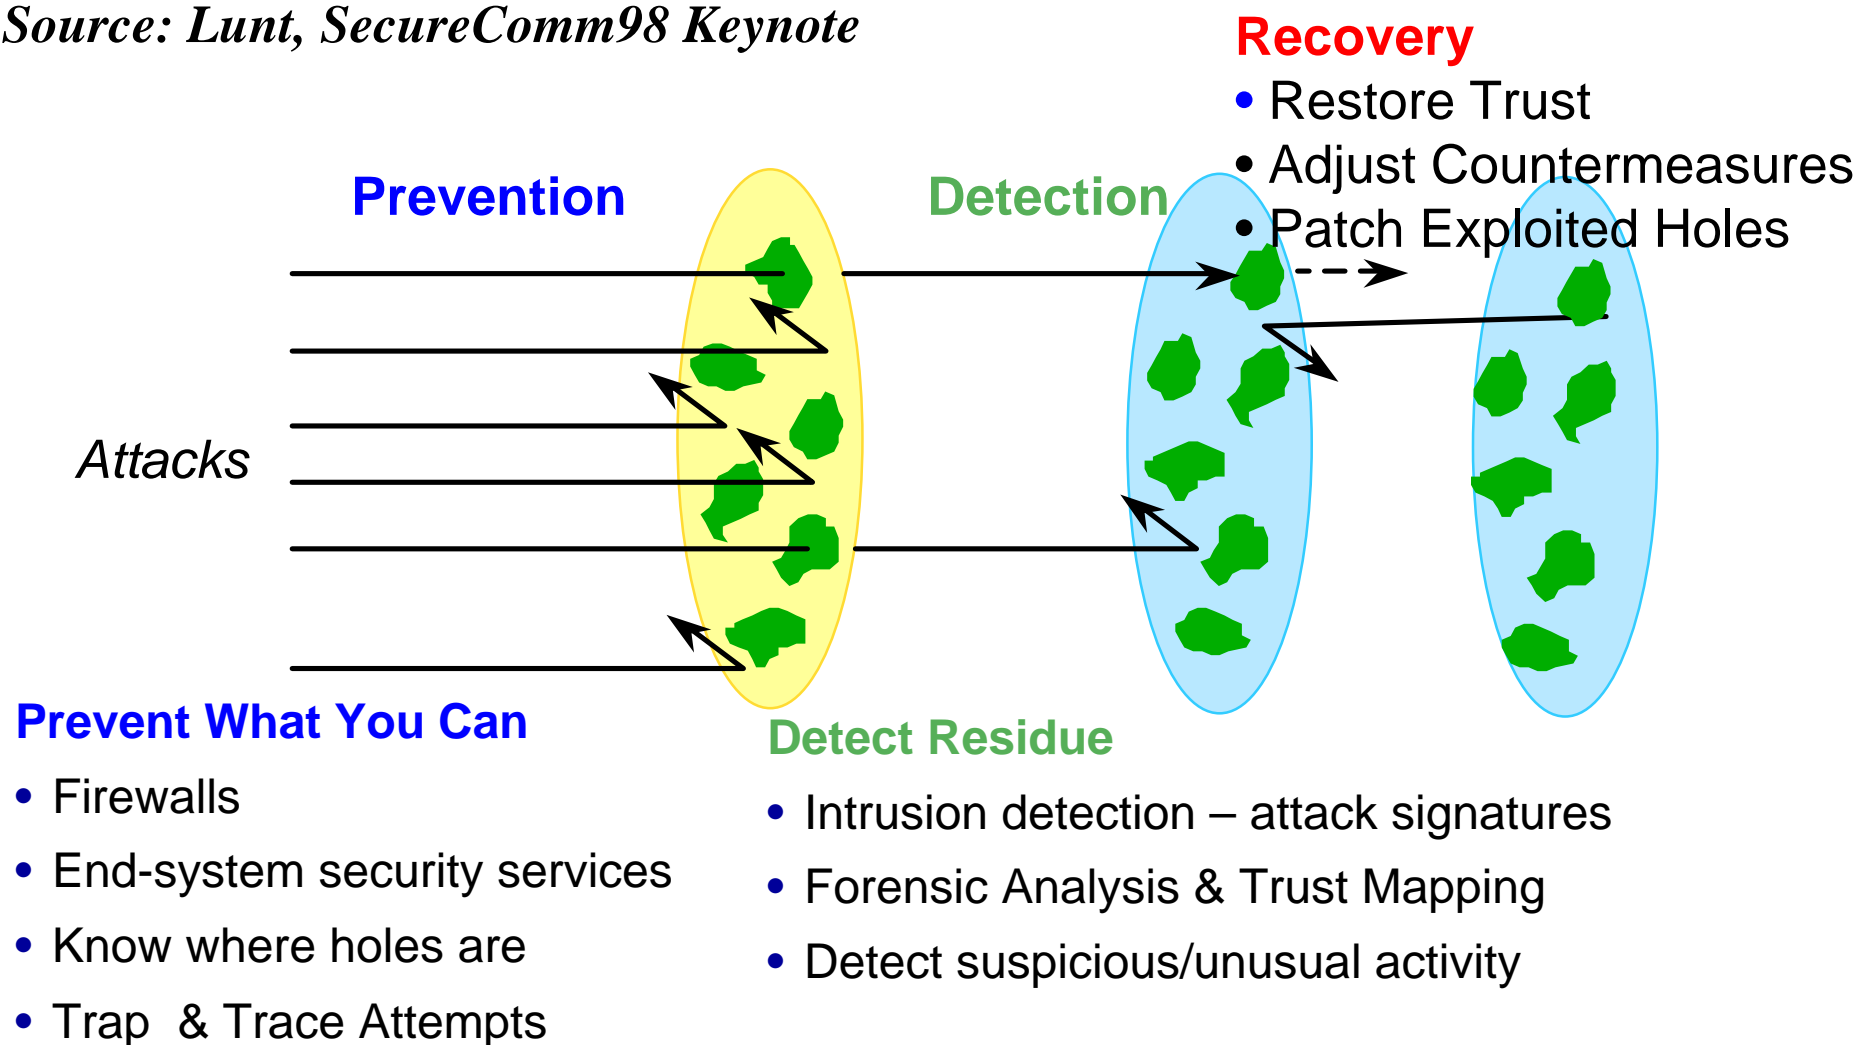 Source: Lunt, SecureComm98 Keynote
Recovery
• Restore Trust
• Adjust Countermeasures
• Patch Exploited Holes
Prevention
Detection
Attacks
Prevent What You Can
• Firewalls
• End-system security services
• Know where holes are
• Trap & Trace Attempts
Detect Residue
• Intrusion detection – attack signatures
• Forensic Analysis & Trust Mapping
• Detect suspicious/unusual activity